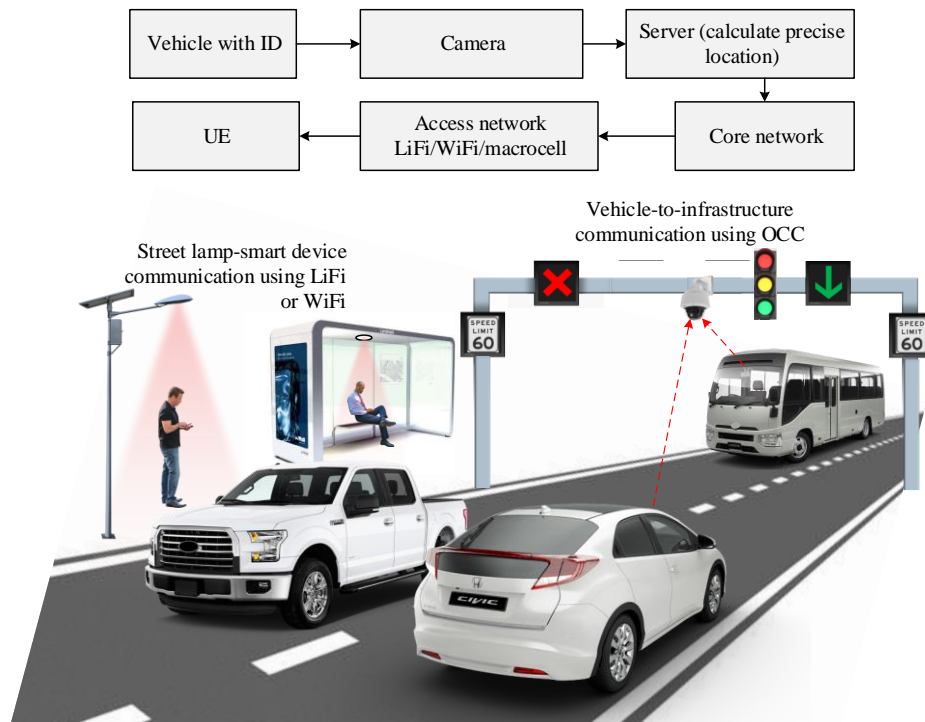 Vehicle with ID
Camera
Server (calculate precise
location)
UE
Access network
LiFi/WiFi/macrocell
Core network
Vehicle-to-infrastructure
communication using OCC
Street lamp-smart device
communication using LiFi
or WiFi
SPEED
LIMIT
60
SPEED
LIMIT
60
CIVIC